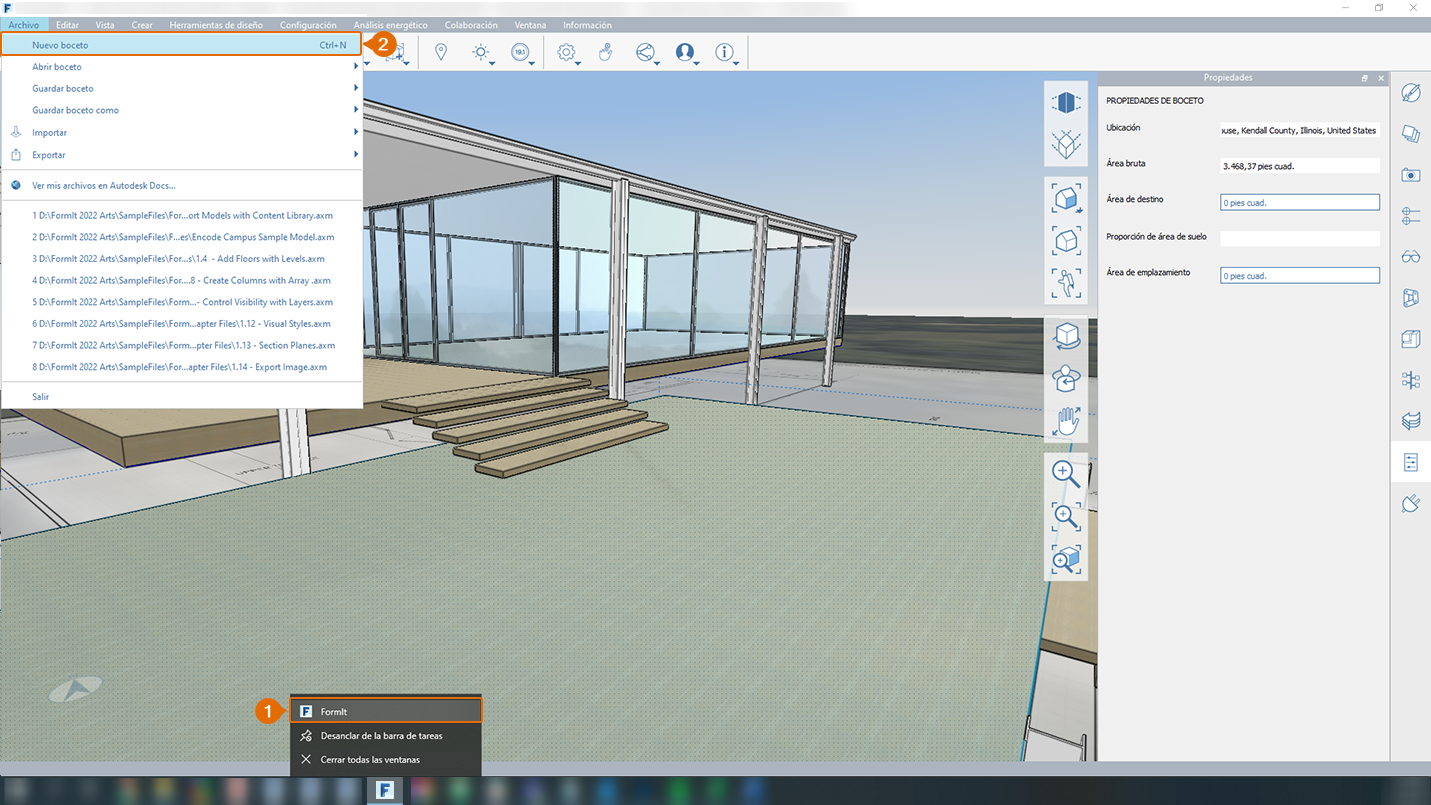 F
Archivo Editar Vista Crear Herramientas de diseño Configuración Análisis energético Colaboración Ventana Información
Nuevo boceto Ctrl+N
2
19.1
Abrir boceto
Guardar boceto
Guardar boceto como
Importar
Exportar
Ver mis archivos en Autodesk Docs...
1 D:\FormIt 2022 Arts\SampleFiles\For...ort Models with Content Library.axm
2 D:\FormIt 2022 Arts\SampleFiles\F...es\Encode Campus Sample Model.axm
3 D:\FormIt 2022 Arts\SampleFiles\For...s\1.4 - Add Floors with Levels.axm
4 D:\FormIt 2022 Arts\SampleFiles\For....8 - Create Columns with Array .axm
5 D:\FormIt 2022 Arts\SampleFiles\Form...- Control Visibility with Layers.axm
6 D:\FormIt 2022 Arts\SampleFiles\Form...apter Files\1.12 - Visual Styles.axm
7 D:\FormIt 2022 Arts\SampleFiles\Form...pter Files\1.13 - Section Planes.axm
8 D:\FormIt 2022 Arts\SampleFiles\For...apter Files\1.14 - Export Image.axm
Salir
Propiedades
PROPIEDADES DE BOCETO
Ubicación ouse, Kendall County, Illinois, United States
Área bruta 3.468,37 pies cuad.
Área de destino 0 pies cuad.
Proporción de área de suelo
Área de emplazamiento 0 pies cuad.
1
F FormIt
Desanclar de la barra de tareas
Cerrar todas las ventanas
F